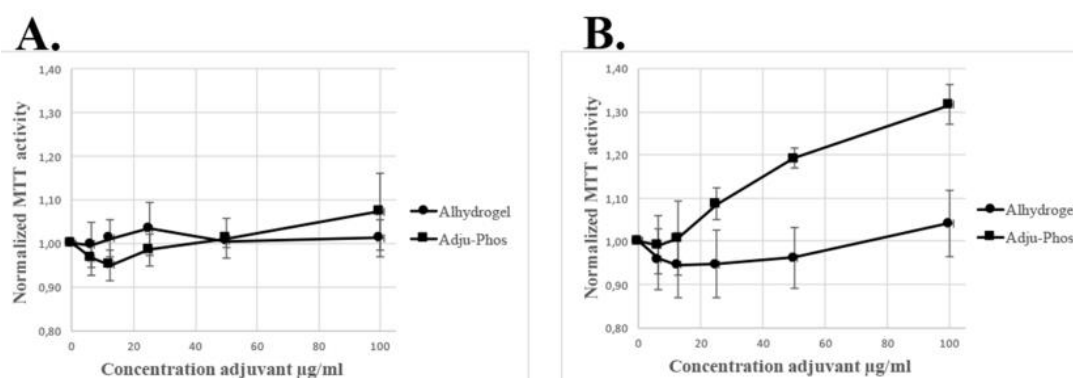 A.
1,40
1,30
1,20
1,10
1,00
0,90
0,80
Normalized MTT activity
0 20 40 60 80 100
Concentration adjuvant µg/ml
Alhydrogel
Adju-Phos
B.
1,40
1,30
1,20
1,10
1,00
0,90
0,80
Normalized MTT activity
0 20 40 60 80 100
Concentration adjuvant µg/ml
Alhydrogel
Adju-Phos